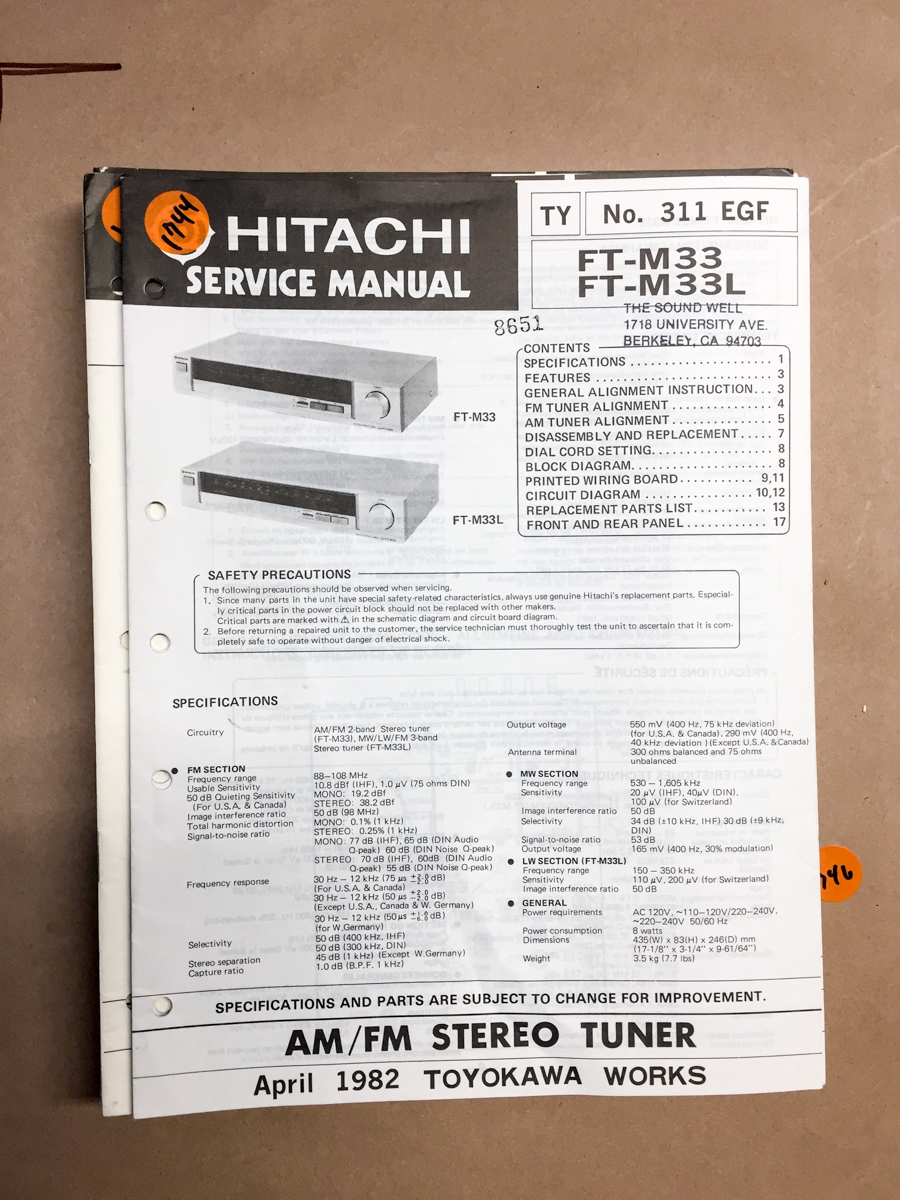 1744
HITACHI
SERVICE MANUAL
TY
No. 311 EGF
FT-M33
FT-M33L
THE SOUND WELL
1718 UNIVERSITY AVE.
BERKELEY, CA 94703
8651
FT-M33
FT-M33L
CONTENTS
SPECIFICATIONS . . . . . . . . . . . . . . . . . . . 1
FEATURES . . . . . . . . . . . . . . . . . . . . . . . . 3
GENERAL ALIGNMENT INSTRUCTION. . . 3
FM TUNER ALIGNMENT . . . . . . . . . . . . . 4
AM TUNER ALIGNMENT . . . . . . . . . . . . . 5
DISASSEMBLY AND REPLACEMENT . . . . . 7
DIAL CORD SETTING. . . . . . . . . . . . . . . . 8
BLOCK DIAGRAM. . . . . . . . . . . . . . . . . . . 8
PRINTED WIRING BOARD . . . . . . . . . . 9,11
CIRCUIT DIAGRAM . . . . . . . . . . . . . . 10,12
REPLACEMENT PARTS LIST. . . . . . . . . . 13
FRONT AND REAR PANEL . . . . . . . . . . . 17
SAFETY PRECAUTIONS
The following precautions should be observed when servicing.
1. Since many parts in the unit have special safety-related characteristics, always use genuine Hitachi's replacement parts. Especial-
ly critical parts in the power circuit block should not be replaced with other makers.
Critical parts are marked with ⚠ in the schematic diagram and circuit board diagram.
2. Before returning a repaired unit to the customer, the service technician must thoroughly test the unit to ascertain that it is com-
pletely safe to operate without danger of electrical shock.
SPECIFICATIONS
Circuitry AM/FM 2-band Stereo tuner
(FT-M33), MW/LW/FM 3-band
Stereo tuner (FT-M33L)
● FM SECTION
Frequency range 88–108 MHz
Usable Sensitivity 10.8 dBf (IHF), 1.0 μV (75 ohms DIN)
50 dB Quieting Sensitivity MONO: 19.2 dBf
(For U.S.A. & Canada) STEREO: 38.2 dBf
Image interference ratio 50 dB (98 MHz)
Total harmonic distortion MONO: 0.1% (1 kHz)
STEREO: 0.25% (1 kHz)
Signal-to-noise ratio MONO: 77 dB (IHF), 65 dB (DIN Audio
Q-peak) 60 dB (DIN Noise Q-peak)
STEREO: 70 dB (IHF), 60dB (DIN Audio
Q-peak) 55 dB (DIN Noise Q-peak)
Frequency response 30 Hz – 12 kHz (75 μs +2.0 −2.0 dB)
(For U.S.A. & Canada)
30 Hz – 12 kHz (50 μs +2.0 −2.0 dB)
(Except U.S.A., Canada & W. Germany)
30 Hz – 12 kHz (50 μs +1.0 −6.0 dB)
(for W.Germany)
Selectivity 50 dB (400 kHz, IHF)
50 dB (300 kHz, DIN)
Stereo separation 45 dB (1 kHz) (Except W.Germany)
Capture ratio 1.0 dB (B.P.F. 1 kHz)
Output voltage 550 mV (400 Hz, 75 kHz deviation)
(for U.S.A. & Canada), 290 mV (400 Hz,
40 kHz deviation ) (Except U.S.A. &Canada)
Antenna terminal 300 ohms balanced and 75 ohms
unbalanced
● MW SECTION
Frequency range 530 – 1,605 kHz
Sensitivity 20 μV (IHF), 40μV (DIN),
100 μV (for Switzerland)
Image interference ratio 50 dB
Selectivity 34 dB (±10 kHz, IHF) 30 dB (±9 kHz,
DIN)
Signal-to-noise ratio 53 dB
Output voltage 165 mV (400 Hz, 30% modulation)
● LW SECTION (FT-M33L)
Frequency range 150 – 350 kHz
Sensitivity 110 μV, 200 μV (for Switzerland)
Image interference ratio 50 dB
● GENERAL
Power requirements AC 120V, ~110–120V/220–240V.
~220–240V 50/60 Hz
Power consumption 8 watts
Dimensions 435(W) x 83(H) x 246(D) mm
(17-1/8" x 3-1/4" x 9-61/64")
Weight 3.5 kg (7.7 lbs)
SPECIFICATIONS AND PARTS ARE SUBJECT TO CHANGE FOR IMPROVEMENT.
AM/FM STEREO TUNER
April 1982 TOYOKAWA WORKS